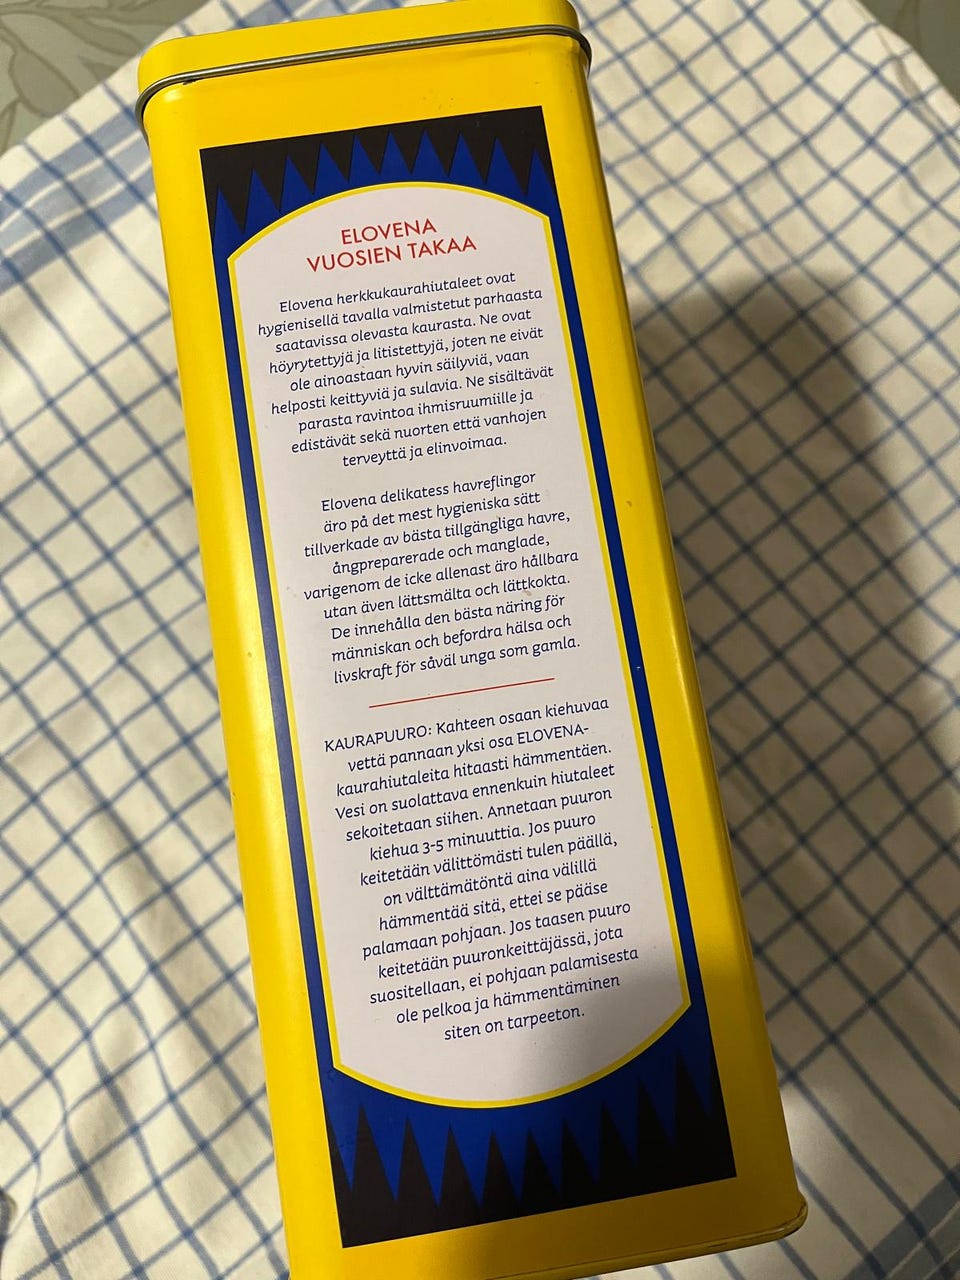 ELOVENA
VUOSIEN TAKAA
Elovena herkkukaurahiutaleet ovat
hygienisellä tavalla valmistetut parhaasta
saatavissa olevasta kaurasta. Ne ovat
höyrytettyjä ja litistettyjä, joten ne eivät
ole ainoastaan hyvin säilyviä, vaan
helposti keittyviä ja sulavia. Ne sisältävät
parasta ravintoa ihmisruumiille ja
edistävät sekä nuorten että vanhojen
terveyttä ja elinvoimaa.
Elovena delikatess havreflingor
äro på det mest hygieniska sätt
tillverkade av bästa tillgängliga havre,
ångpreparerade och manglade,
varigenom de icke allenast äro hållbara
utan även lättsmälta och lättkokta.
De innehålla den bästa näring för
människan och befordra hälsa och
livskraft för såväl unga som gamla.
KAURAPUURO: Kahteen osaan kiehuvaa
vettä pannaan yksi osa ELOVENA-
kaurahiutaleita hitaasti hämmentäen.
Vesi on suolattava ennenkuin hiutaleet
sekoitetaan siihen. Annetaan puuron
kiehua 3-5 minuuttia. Jos puuro
keitetään välittömästi tulen päällä,
on välttämätöntä aina välillä
hämmentää sitä, ettei se pääse
palamaan pohjaan. Jos taasen puuro
keitetään puuronkeittäjässä, jota
suositellaan, ei pohjaan palamisesta
ole pelkoa ja hämmentäminen
siten on tarpeeton.